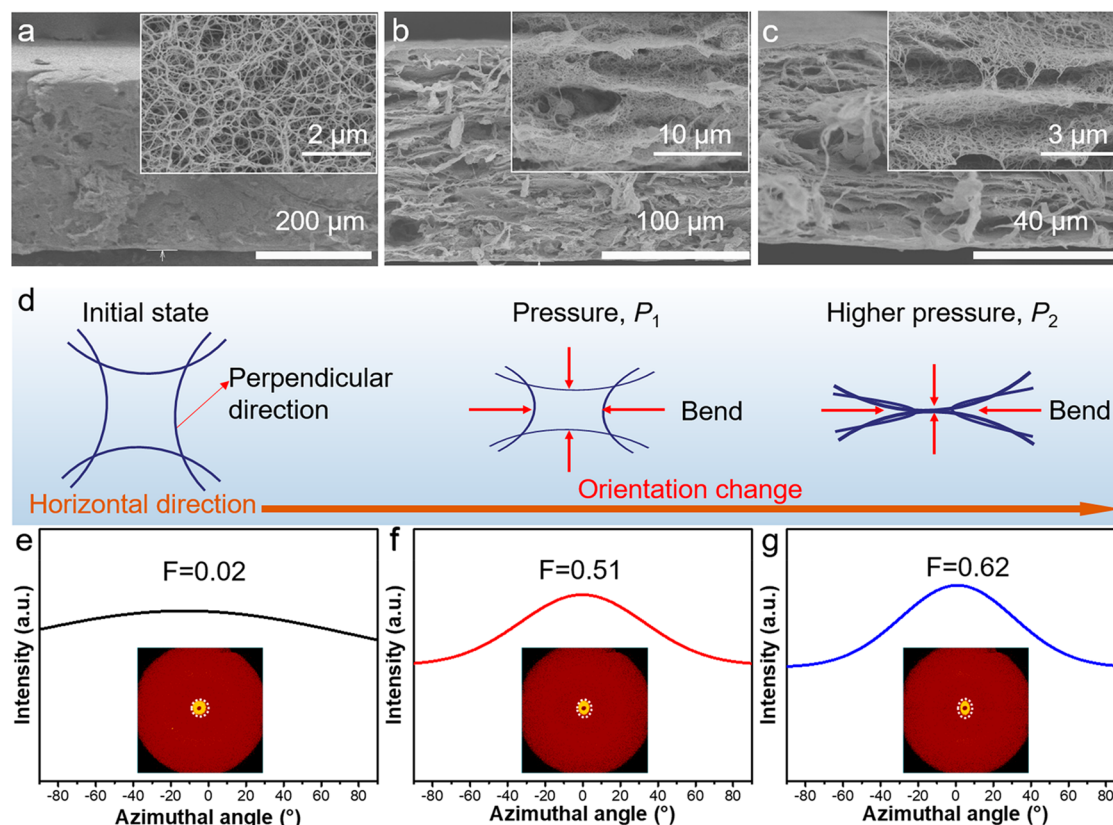 a
2 µm
200 µm
b
10 µm
100 µm
c
3 µm
40 µm
d
Initial state
Perpendicular
direction
Horizontal direction
Pressure, P1
Bend
Higher pressure, P2
Bend
Orientation change
e
F=0.02
Intensity (a.u.)
-80 -60 -40 -20 0 20 40 60 80
Azimuthal angle (°)
f
F=0.51
Intensity (a.u.)
-80 -60 -40 -20 0 20 40 60 80
Azimuthal angle (°)
g
F=0.62
Intensity (a.u.)
-80 -60 -40 -20 0 20 40 60 80
Azimuthal angle (°)